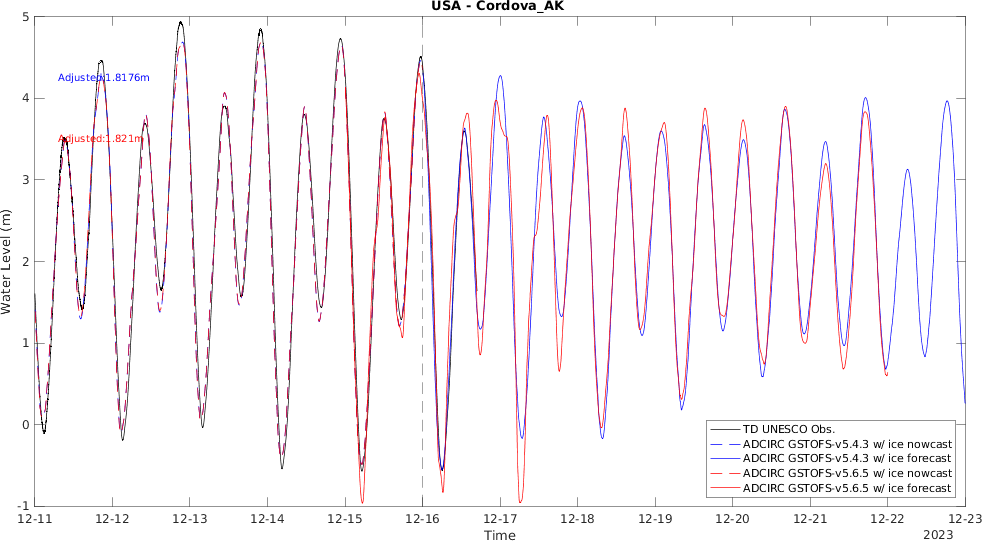 USA - Cordova_AK
5
4
3
2
1
0
-1
Water Level (m)
Adjusted:1.8176m
Adjusted:1.821m
TD UNESCO Obs.
ADCIRC GSTOFS-v5.4.3 w/ ice nowcast
ADCIRC GSTOFS-v5.4.3 w/ ice forecast
ADCIRC GSTOFS-v5.6.5 w/ ice nowcast
ADCIRC GSTOFS-v5.6.5 w/ ice forecast
12-11 12-12 12-13 12-14 12-15 12-16 12-17 12-18 12-19 12-20 12-21 12-22 12-23
Time
2023